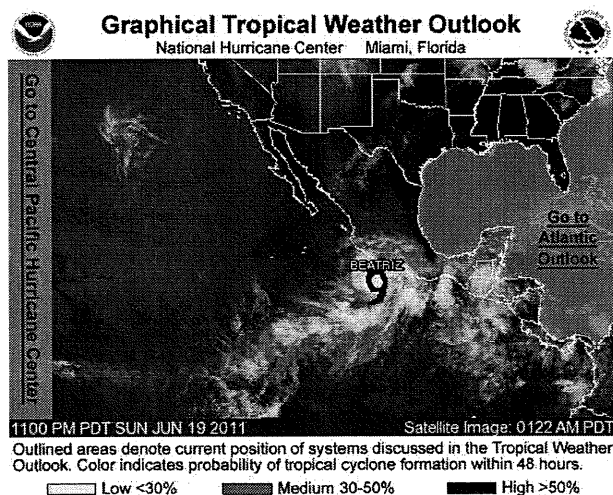 Graphical Tropical Weather Outlook
National Hurricane Center Miami, Florida
Go to Central Pacific Hurricane Center
Go to
Atlantic
Outlook
BEATRIZ
1100 PM PDT SUN JUN 19 2011
Satellite Image: 0122 AM PDT
Outlined areas denote current position of systems discussed in the Tropical Weather
Outlook. Color indicates probability of tropical cyclone formation within 48 hours.
Low <30% Medium 30-50% High >50%